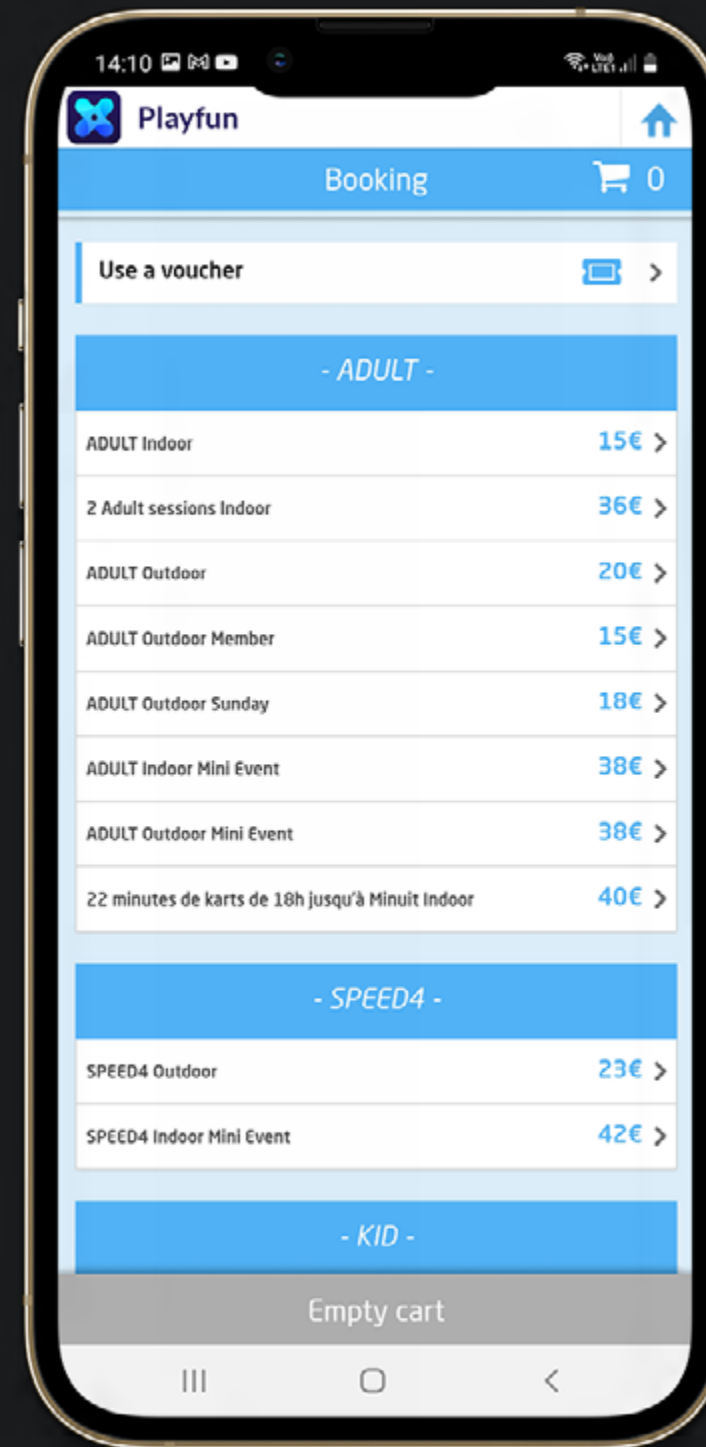 14:10
Playfun
Booking 0
Use a voucher
- ADULT -
ADULT Indoor 15€
2 Adult sessions Indoor 36€
ADULT Outdoor 20€
ADULT Outdoor Member 15€
ADULT Outdoor Sunday 18€
ADULT Indoor Mini Event 38€
ADULT Outdoor Mini Event 38€
22 minutes de karts de 18h jusqu'à Minuit Indoor 40€
- SPEED4 -
SPEED4 Outdoor 23€
SPEED4 Indoor Mini Event 42€
- KID -
Empty cart